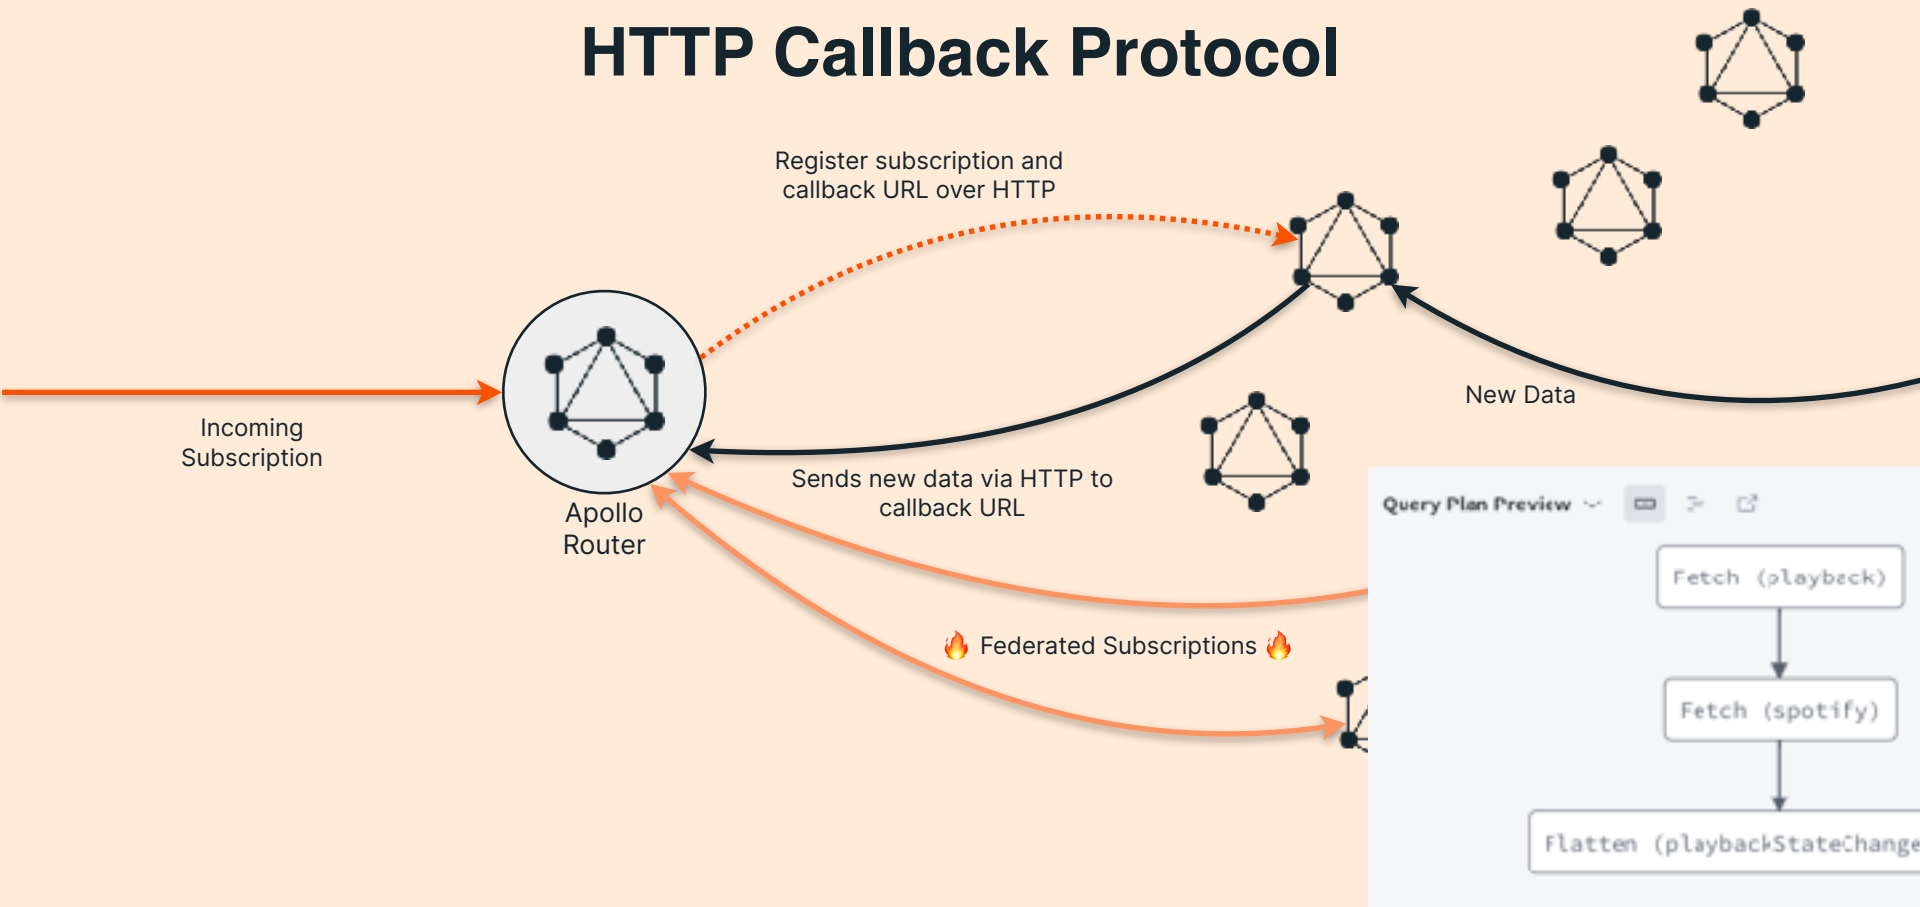 HTTP Callback Protocol
Register subscription and
callback URL over HTTP
Incoming
Subscription
Apollo
Router
New Data
Sends new data via HTTP to
callback URL
🔥 Federated Subscriptions 🔥
Query Plan Preview
Fetch (playback)
Fetch (spotify)
Flatten (playbackStateChange